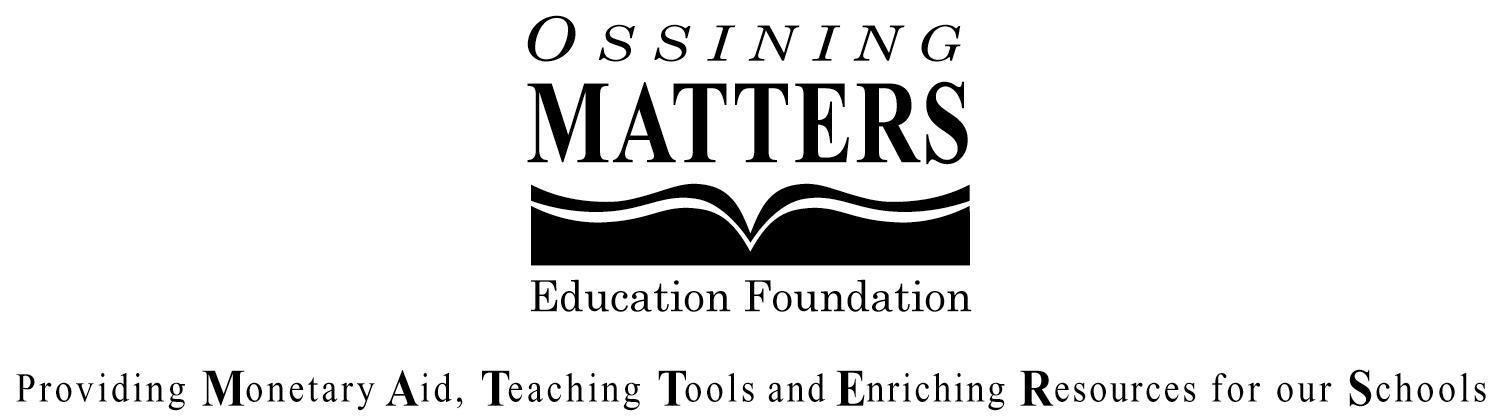 OSSINING
MATTERS
Education Foundation
Providing Monetary Aid, Teaching Tools and Enriching Resources for our Schools